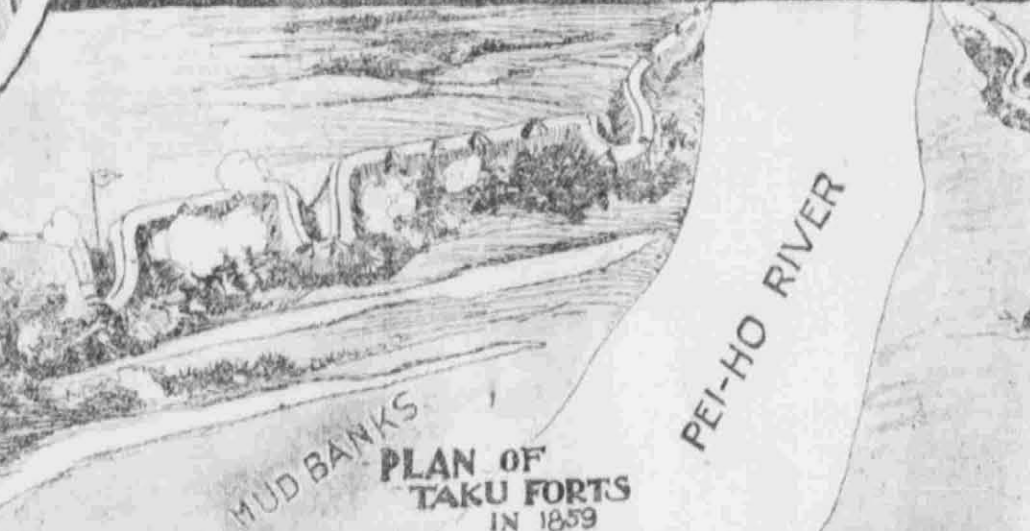 PEI-HO RIVER
MUD BANKS
PLAN OF
TAKU FORTS
IN 1859